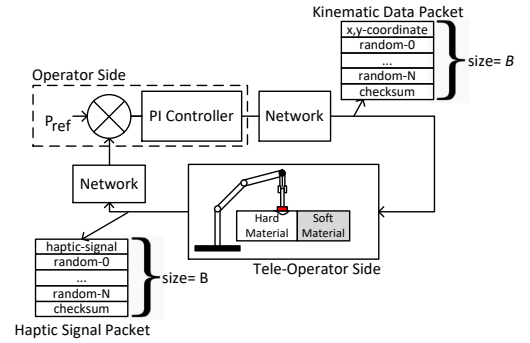 Kinematic Data Packet
x,y-coordinate
random-0
...
random-N
checksum
size= B
Operator Side
Pref
PI Controller
Network
Network
Hard
Material
Soft
Material
Tele-Operator Side
haptic-signal
random-0
...
random-N
checksum
size= B
Haptic Signal Packet